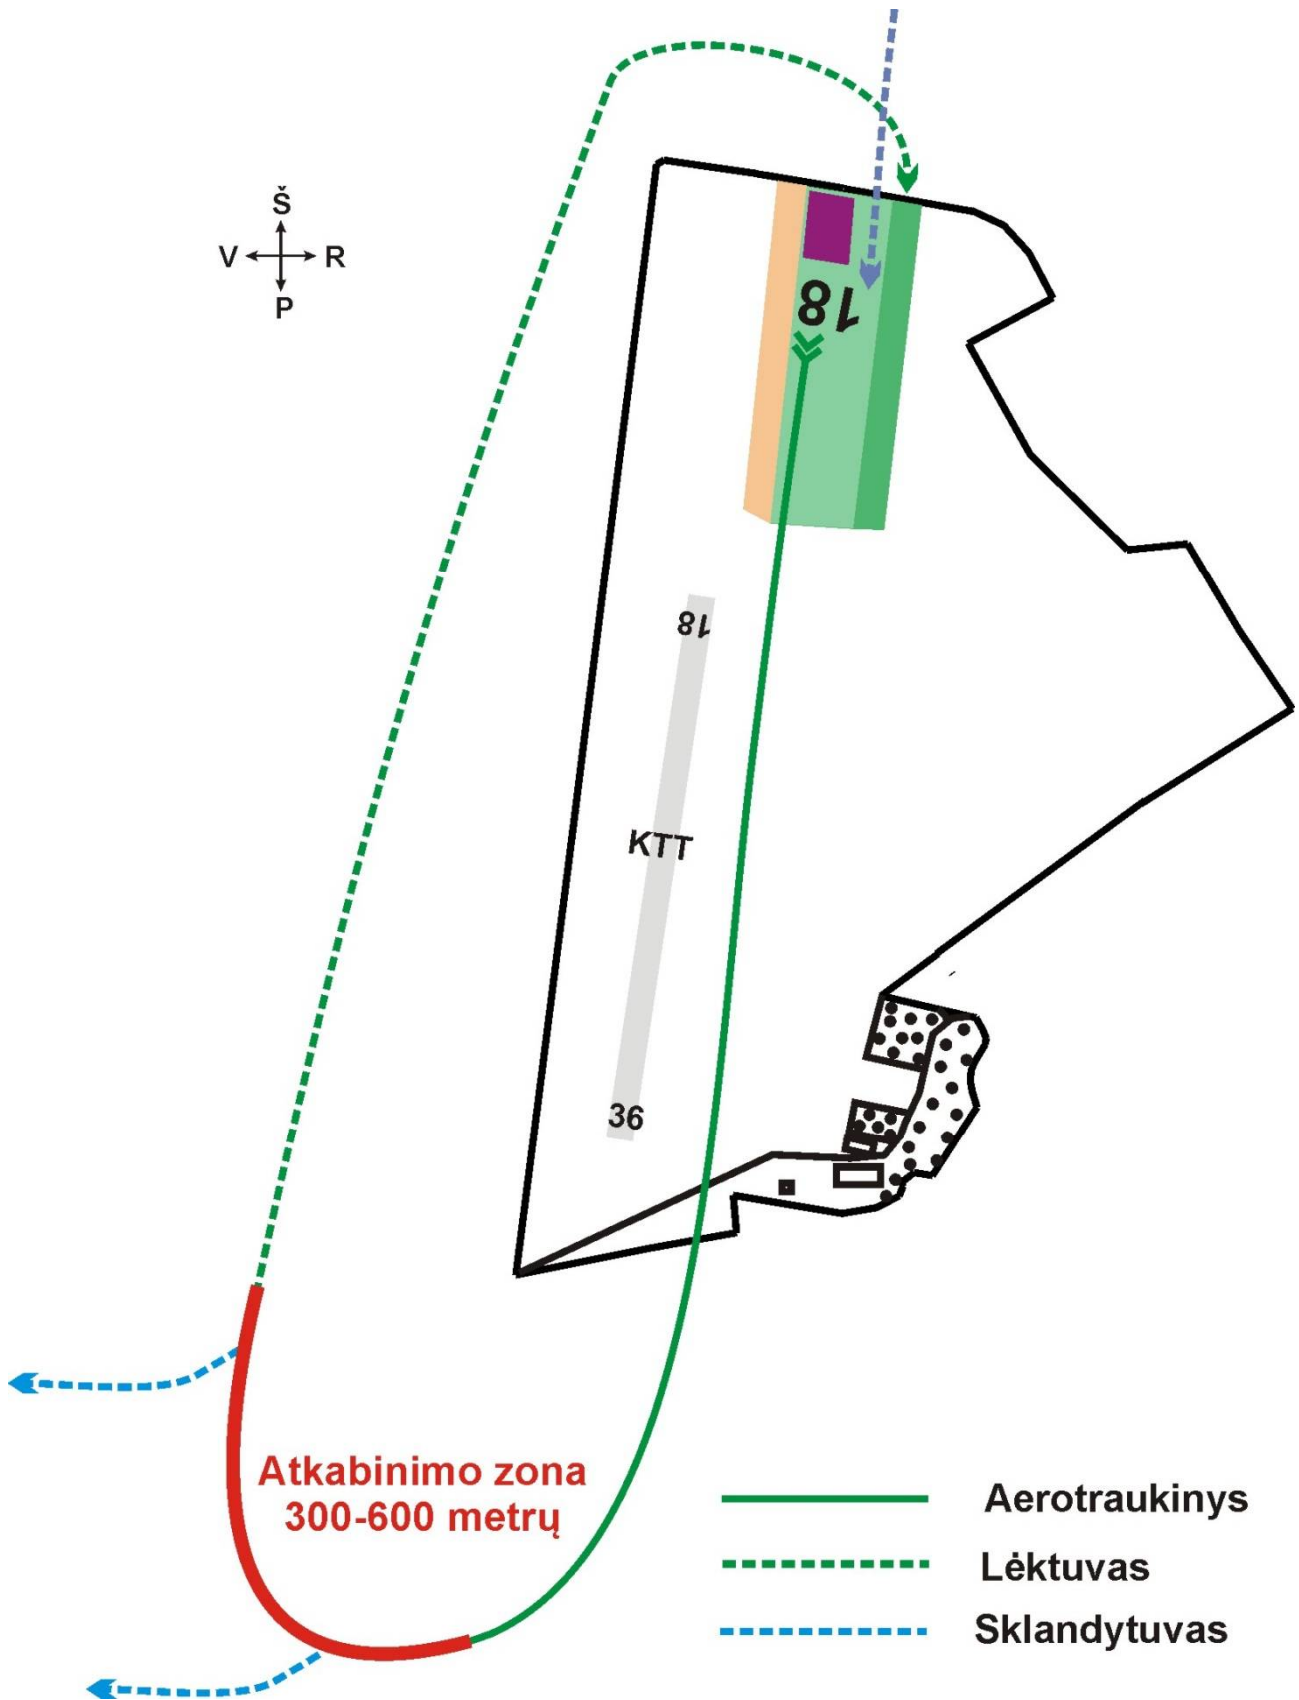 Š
V R
P
18
18
KTT
36
Atkabinimo zona
300-600 metrų
Aerotraukinys
Lėktuvas
Sklandytuvas